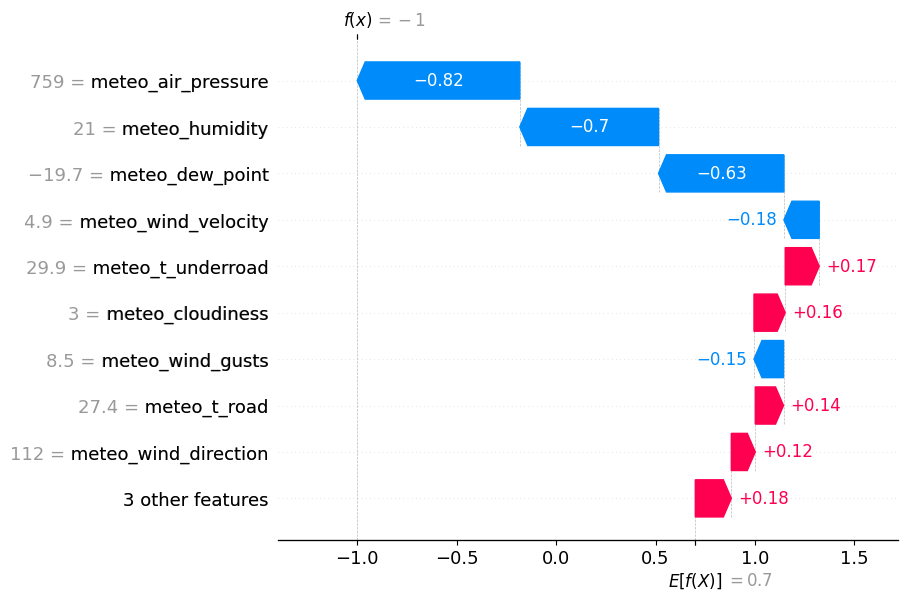 f(x) = −1
759 = meteo_air_pressure −0.82
21 = meteo_humidity −0.7
−19.7 = meteo_dew_point −0.63
4.9 = meteo_wind_velocity −0.18
29.9 = meteo_t_underroad +0.17
3 = meteo_cloudiness +0.16
8.5 = meteo_wind_gusts −0.15
27.4 = meteo_t_road +0.14
112 = meteo_wind_direction +0.12
3 other features +0.18
−1.0 −0.5 0.0 0.5 1.0 1.5
E[f(X)] = 0.7